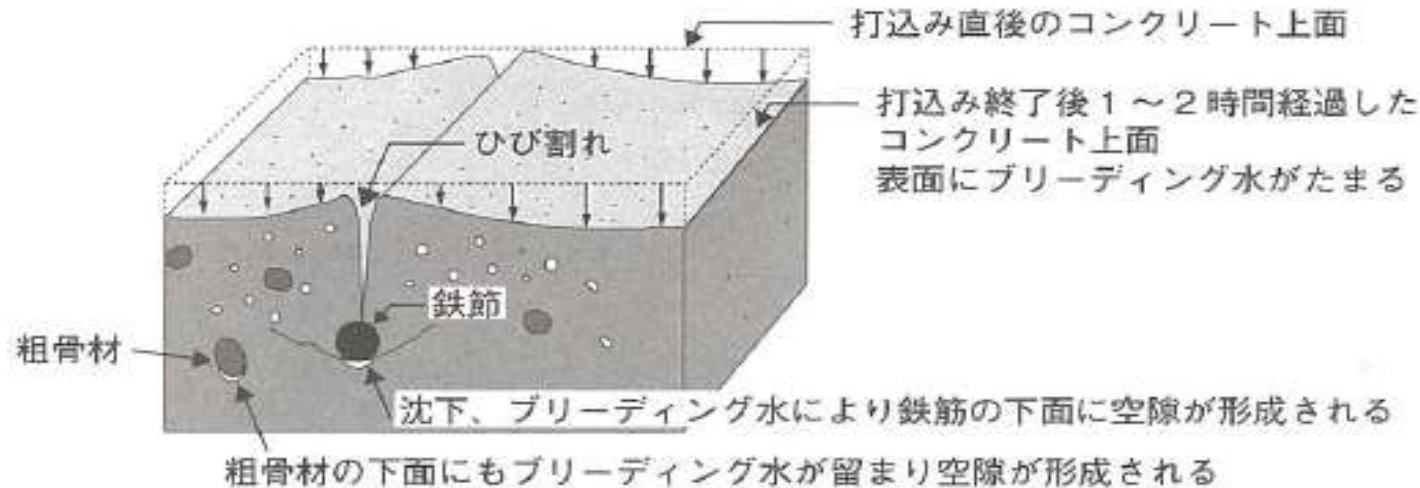 打込み直後のコンクリート上面
打込み終了後１～２時間経過した
コンクリート上面
表面にブリーディング水がたまる
ひび割れ
鉄節
粗骨材
沈下、ブリーディング水により鉄筋の下面に空隙が形成される
粗骨材の下面にもブリーディング水が留まり空隙が形成される